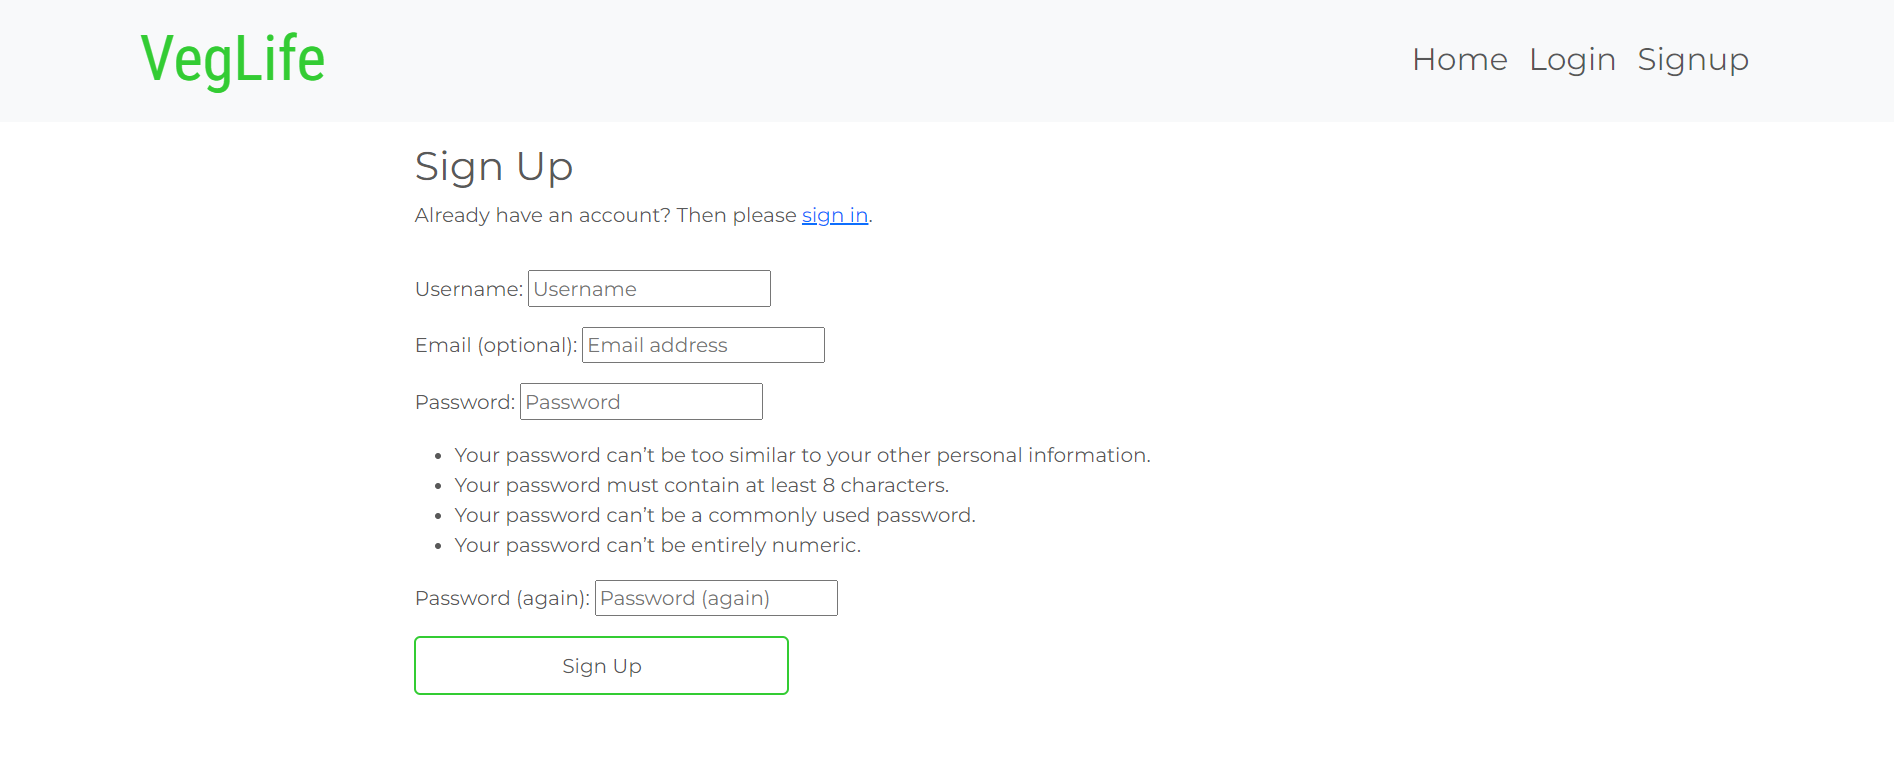 VegLife
Home Login Signup
Sign Up
Already have an account? Then please sign in.
Username: Username
Email (optional): Email address
Password: Password
Your password can’t be too similar to your other personal information.
Your password must contain at least 8 characters.
Your password can’t be a commonly used password.
Your password can’t be entirely numeric.
Password (again): Password (again)
Sign Up